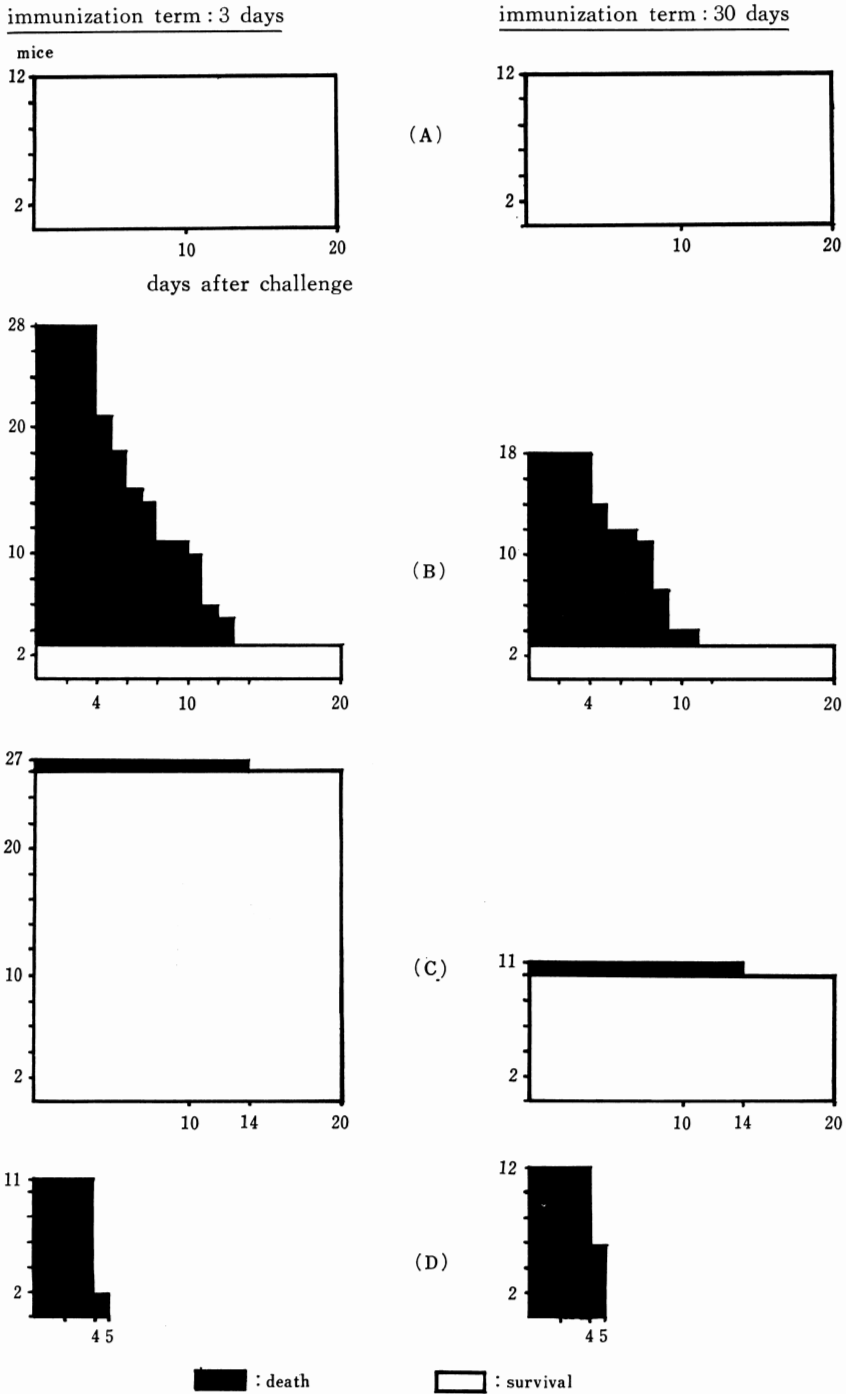 immunization term : 3 days
immunization term : 30 days
mice
12
2
10 20
days after challenge
(A)
12
2
10 20
28
20
10
2
4 10 20
(B)
18
10
2
4 10 20
27
20
10
2
10 14 20
(C)
11
2
10 14 20
11
2
4 5
(D)
12
2
4 5
: death
: survival